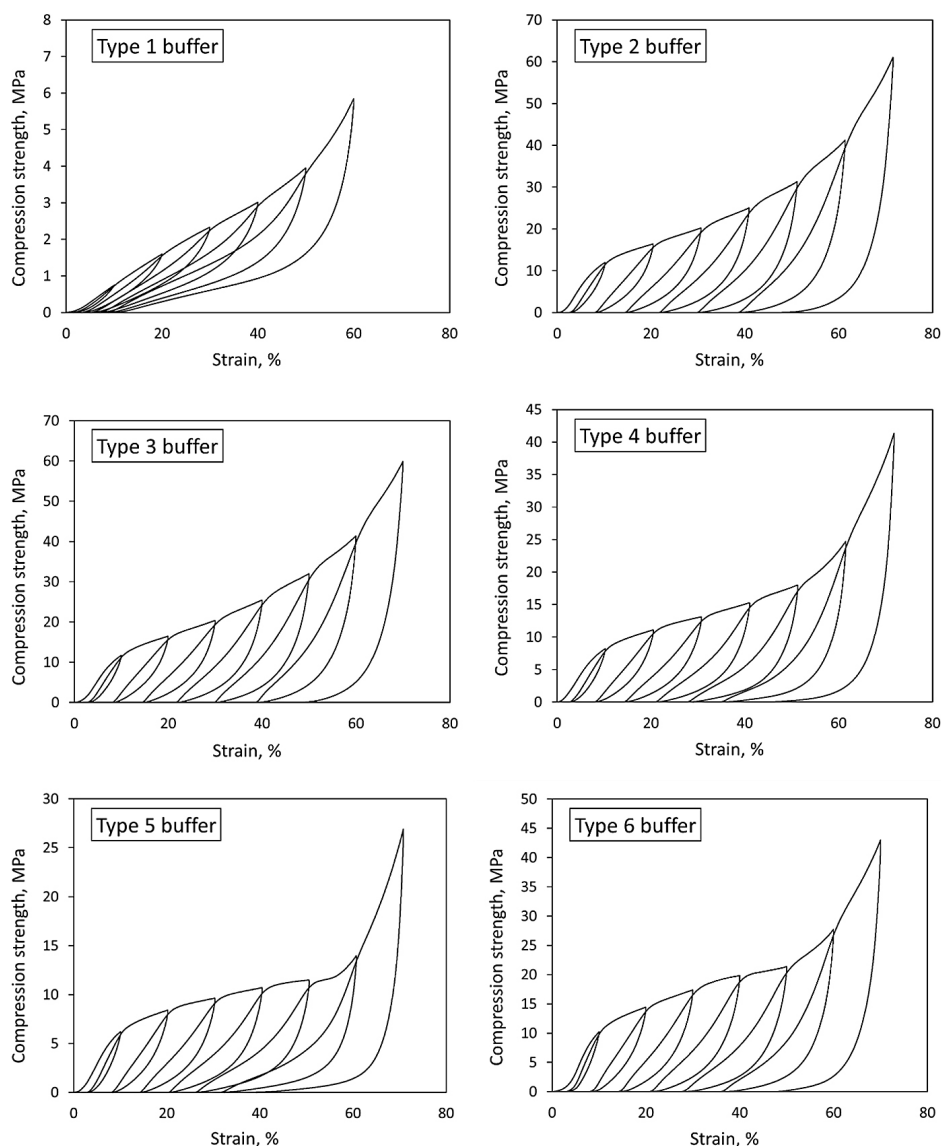 Type 1 buffer
Compression strength, MPa
8
7
6
5
4
3
2
1
0
0 20 40 60 80
Strain, %
Type 2 buffer
Compression strength, MPa
70
60
50
40
30
20
10
0
0 20 40 60 80
Strain, %
Type 3 buffer
Compression strength, MPa
70
60
50
40
30
20
10
0
0 20 40 60 80
Strain, %
Type 4 buffer
Compression strength, MPa
45
40
35
30
25
20
15
10
5
0
0 20 40 60 80
Strain, %
Type 5 buffer
Compression strength, MPa
30
25
20
15
10
5
0
0 20 40 60 80
Strain, %
Type 6 buffer
Compression strength, MPa
50
45
40
35
30
25
20
15
10
5
0
0 20 40 60 80
Strain, %